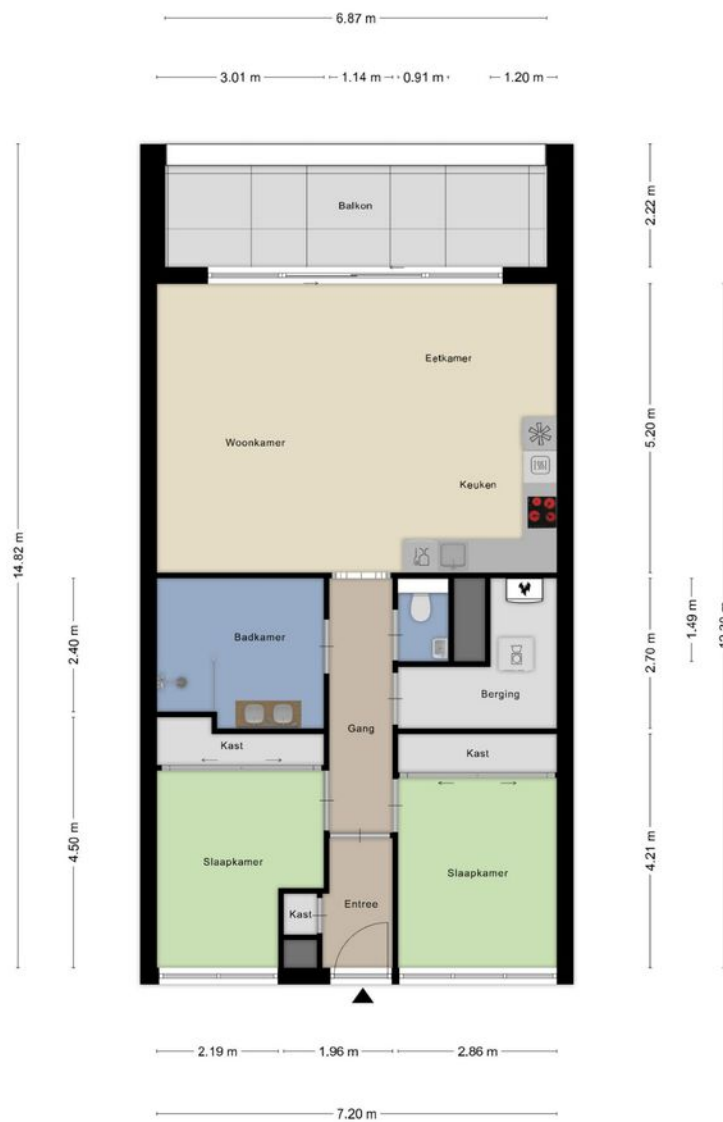 6.87 m
3.01 m
1.14 m
0.91 m
1.20 m
Balkon
2.22 m
Eetkamer
Woonkamer
Keuken
5.20 m
14.82 m
Badkamer
2.40 m
1.49 m
2.70 m
Berging
Gang
Kast
Kast
4.50 m
Slaapkamer
Slaapkamer
4.21 m
Kast
Entree
2.19 m
1.96 m
2.86 m
7.20 m